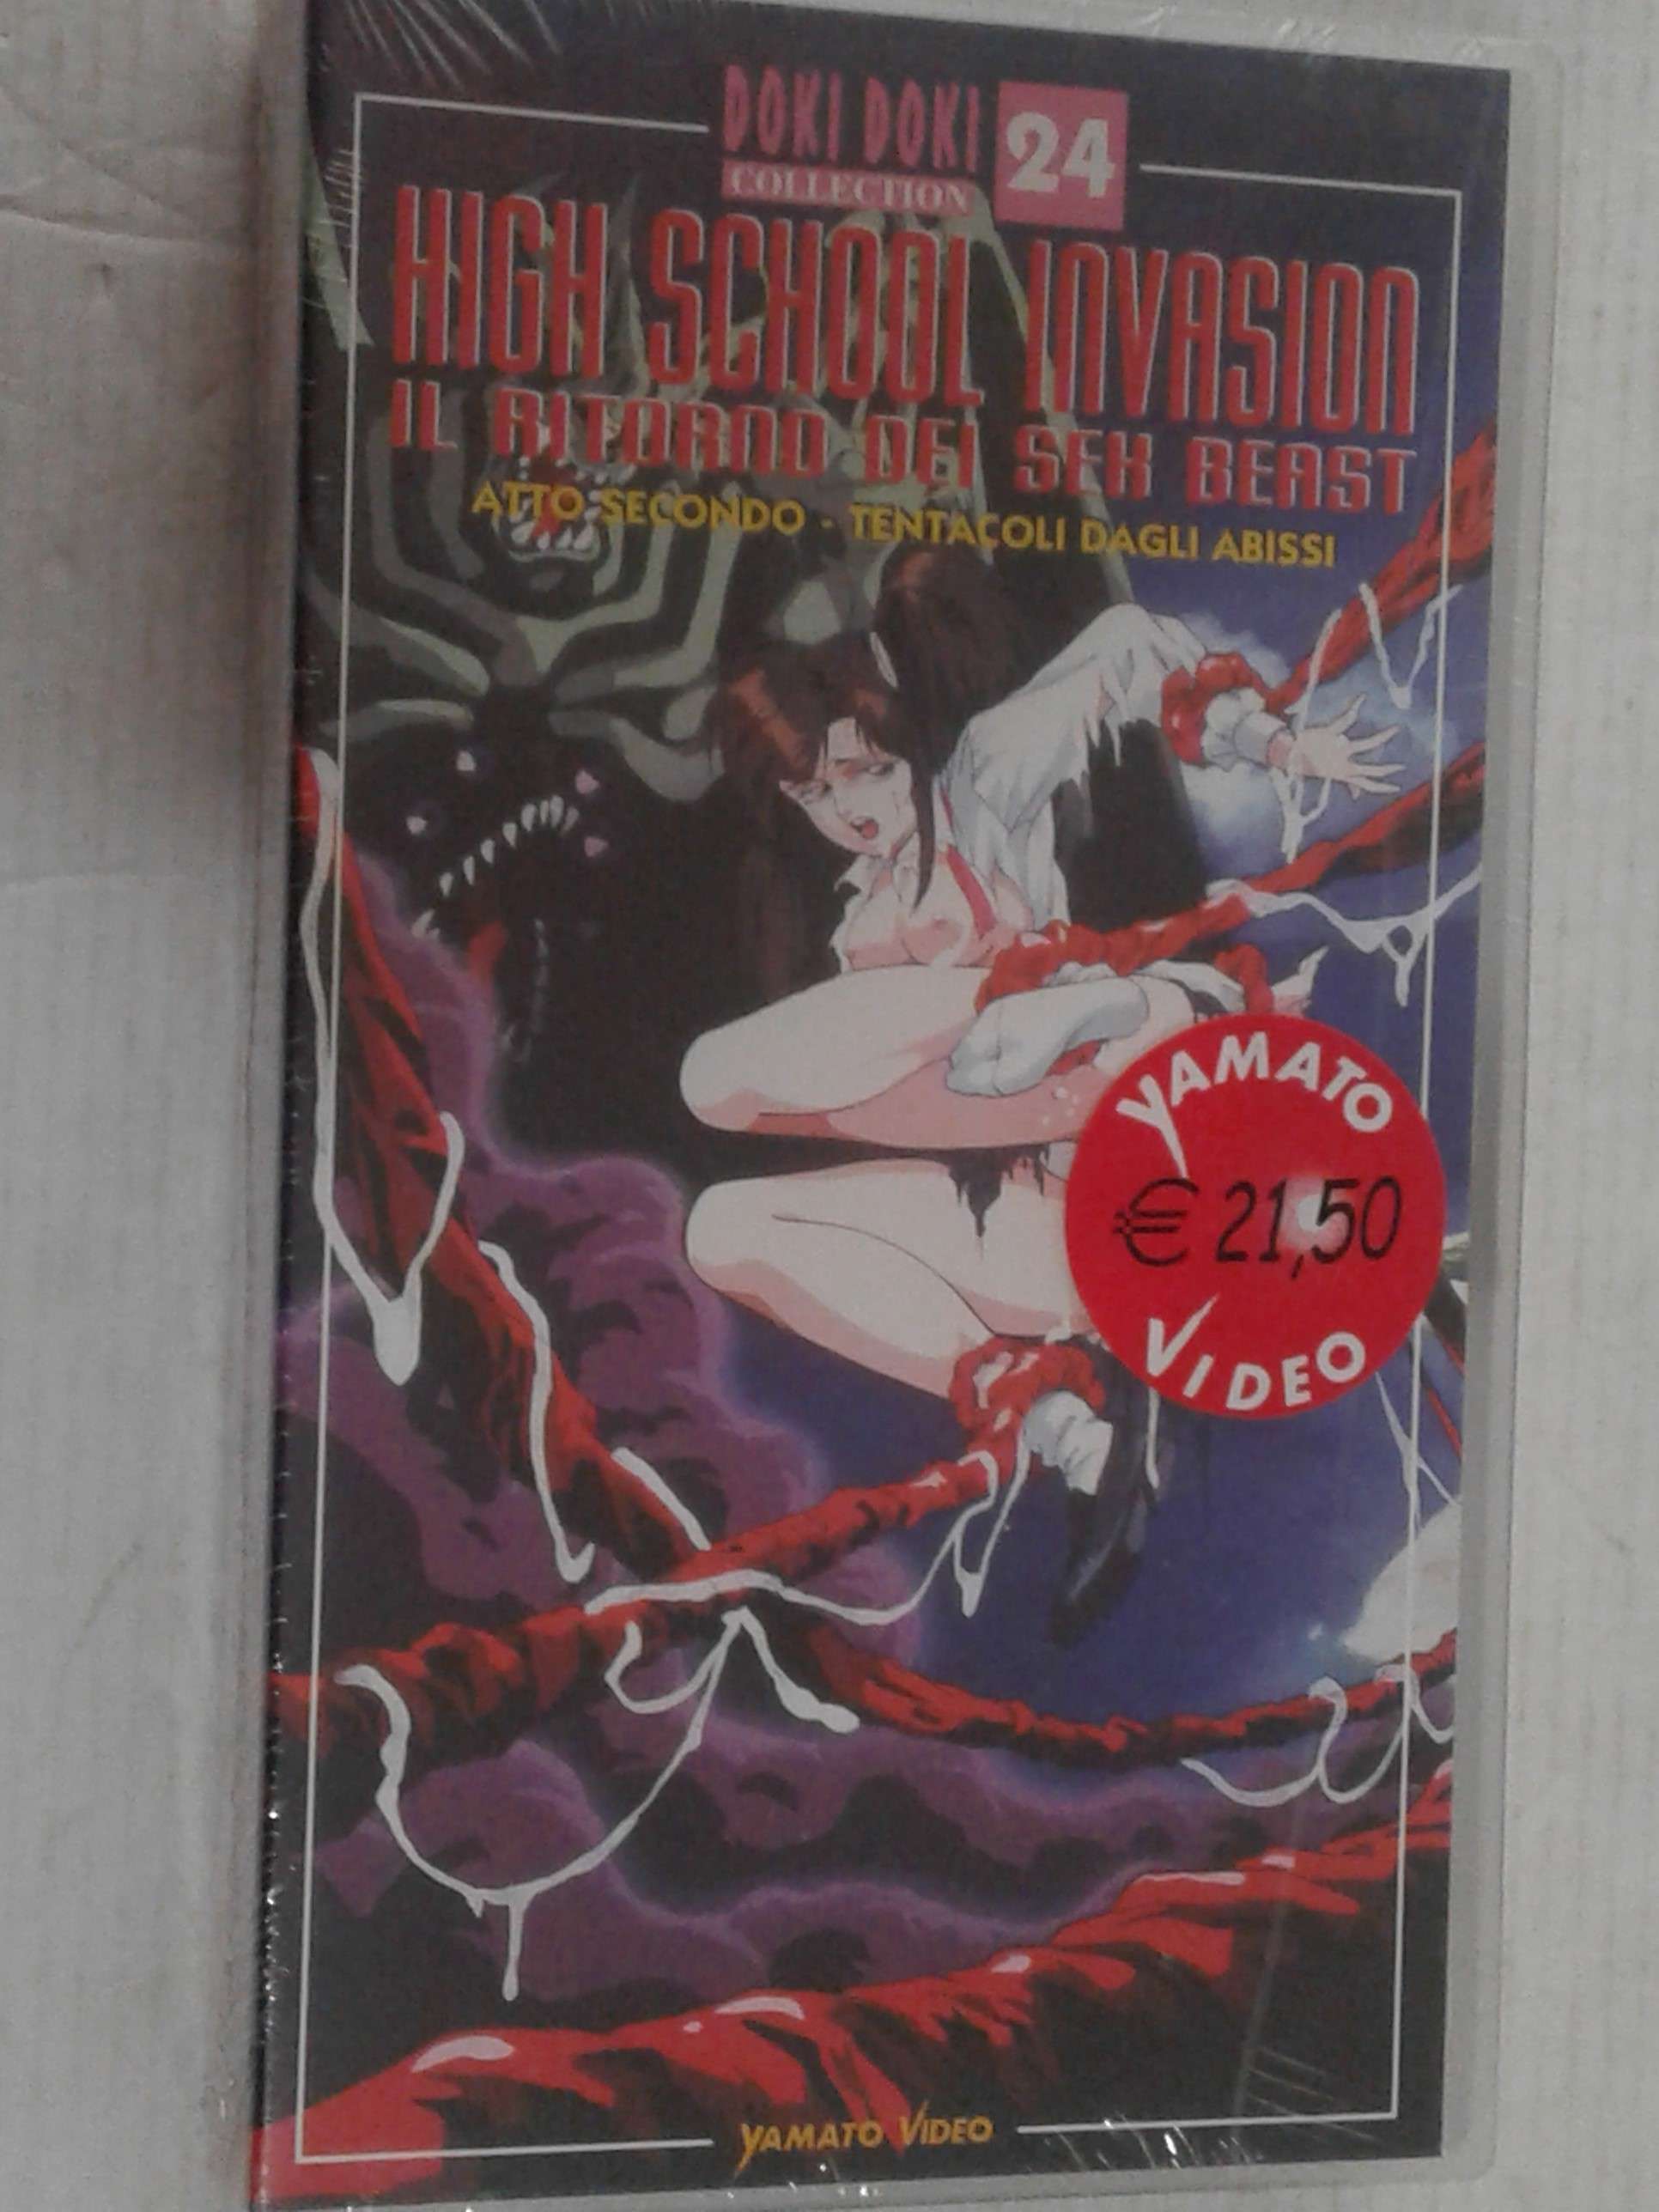 DOKI DOKI
COLLECTION
24
HIGH SCHOOL INVASION
IL RITORNO DEI SEX BEAST
ATTO SECONDO - TENTACOLI DAGLI ABISSI
YAMATO
€ 21,50
VIDEO
YAMATO VIDEO